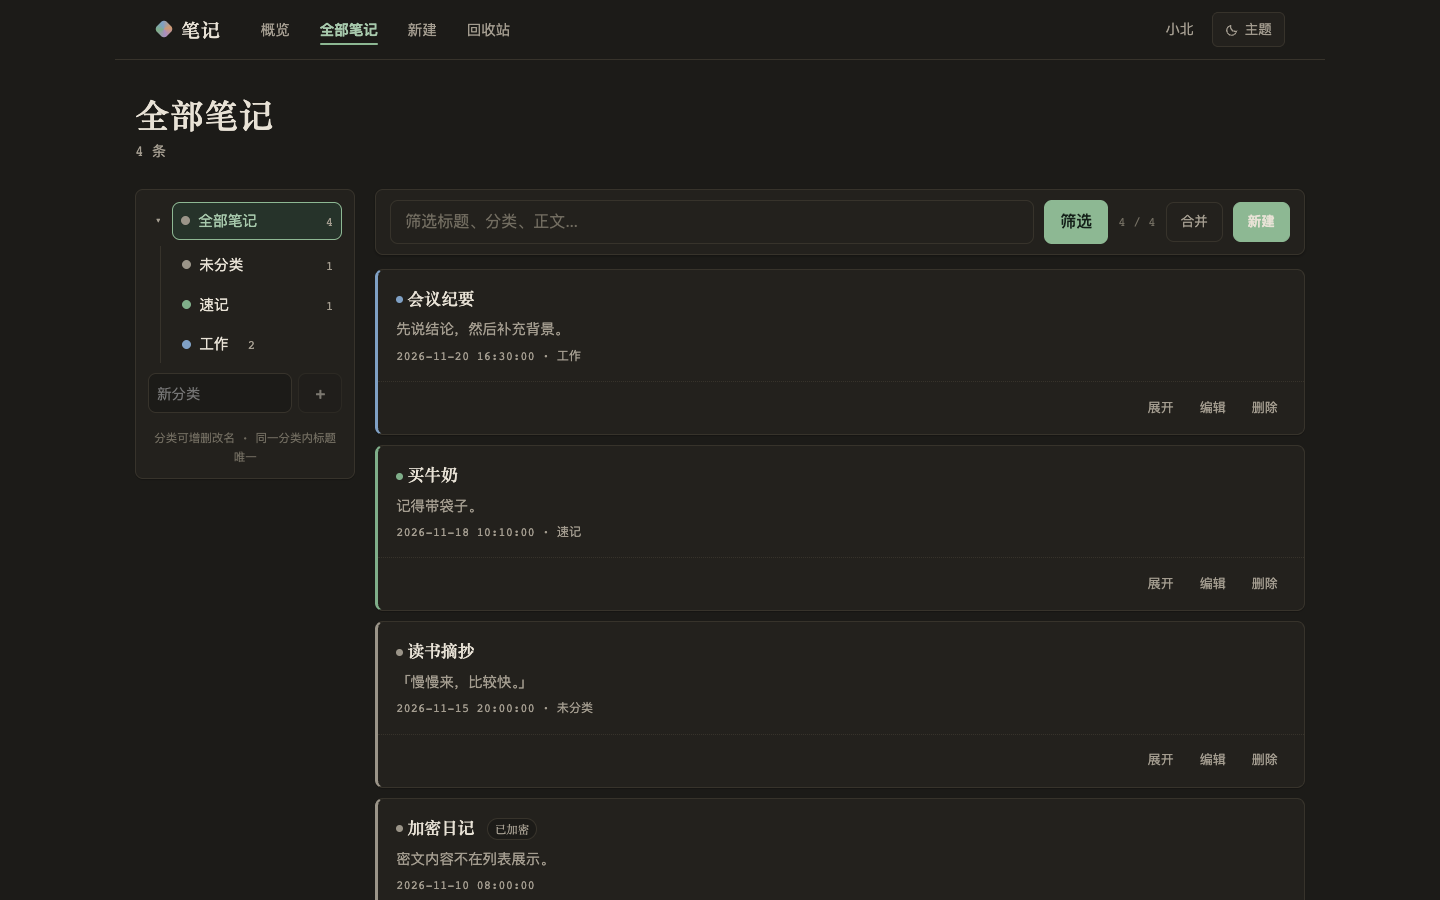 笔记 概览 全部笔记 新建 回收站 小北 主题
全部笔记
4 条
全部笔记 4
未分类 1
速记 1
工作 2
新分类 +
分类可增删改名 · 同一分类内标题
唯一
筛选标题、分类、正文... 筛选 4 / 4 合并 新建
会议纪要
先说结论，然后补充背景。
2026-11-20 16:30:00 · 工作
展开 编辑 删除
买牛奶
记得带袋子。
2026-11-18 10:10:00 · 速记
展开 编辑 删除
读书摘抄
「慢慢来，比较快。」
2026-11-15 20:00:00 · 未分类
展开 编辑 删除
加密日记 已加密
密文内容不在列表展示。
2026-11-10 08:00:00